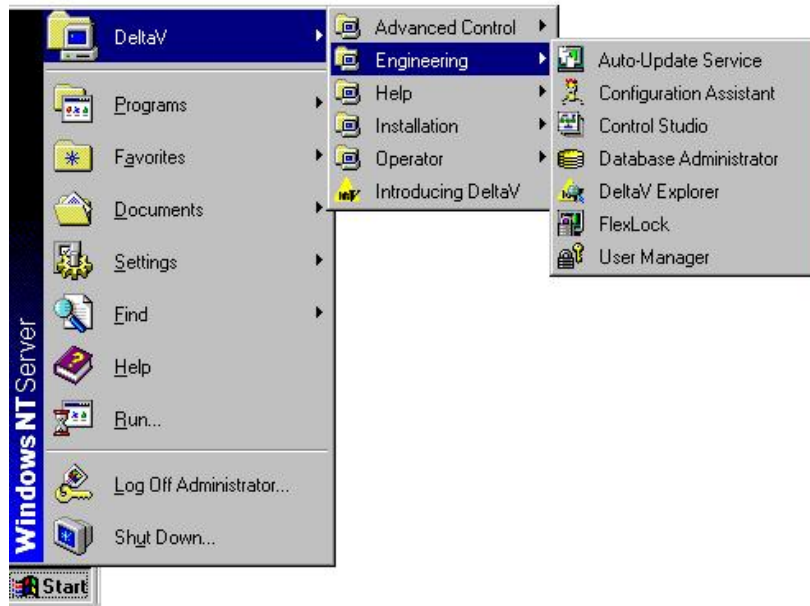 DeltaV
Programs
Favorites
Documents
Settings
Find
Help
Run...
Log Off Administrator...
Shut Down...
Windows NT Server
Start
Advanced Control
Engineering
Help
Installation
Operator
Introducing DeltaV
Auto-Update Service
Configuration Assistant
Control Studio
Database Administrator
DeltaV Explorer
FlexLock
User Manager